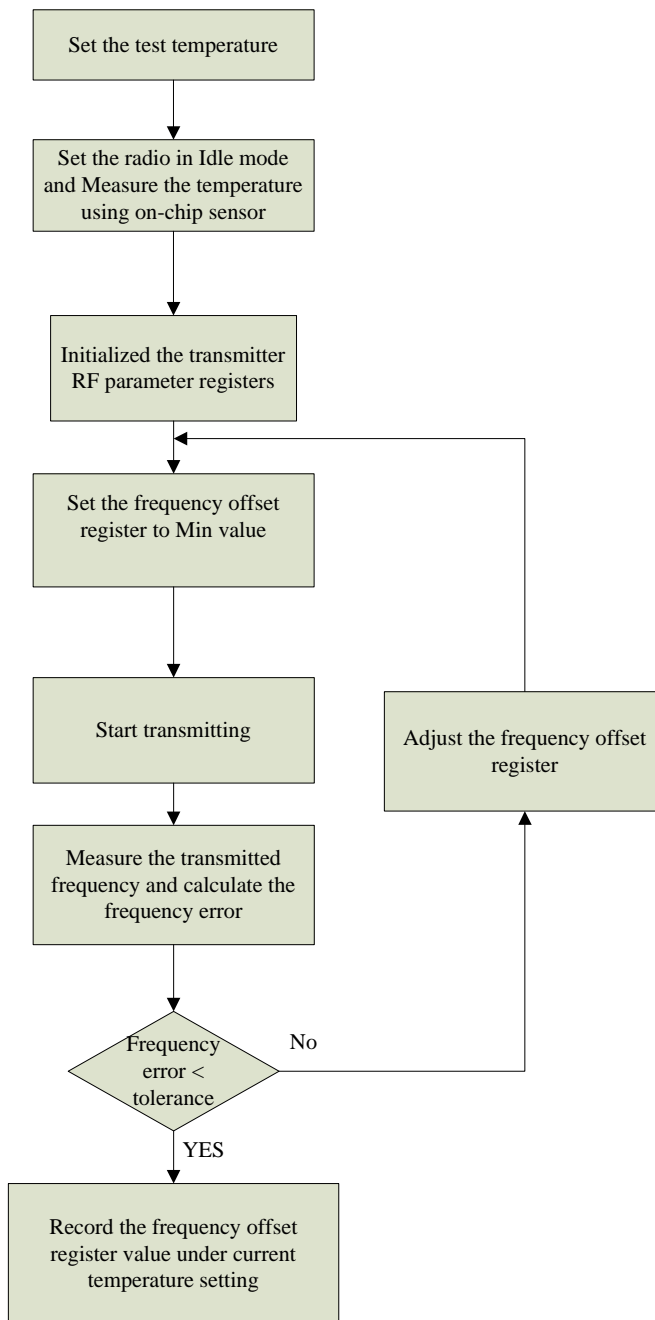 Set the test temperature
Set the radio in Idle mode
and Measure the temperature
using on-chip sensor
Initialized the transmitter
RF parameter registers
Set the frequency offset
register to Min value
Start transmitting
Adjust the frequency offset
register
Measure the transmitted
frequency and calculate the
frequency error
Frequency
error <
tolerance
No
YES
Record the frequency offset
register value under current
temperature setting